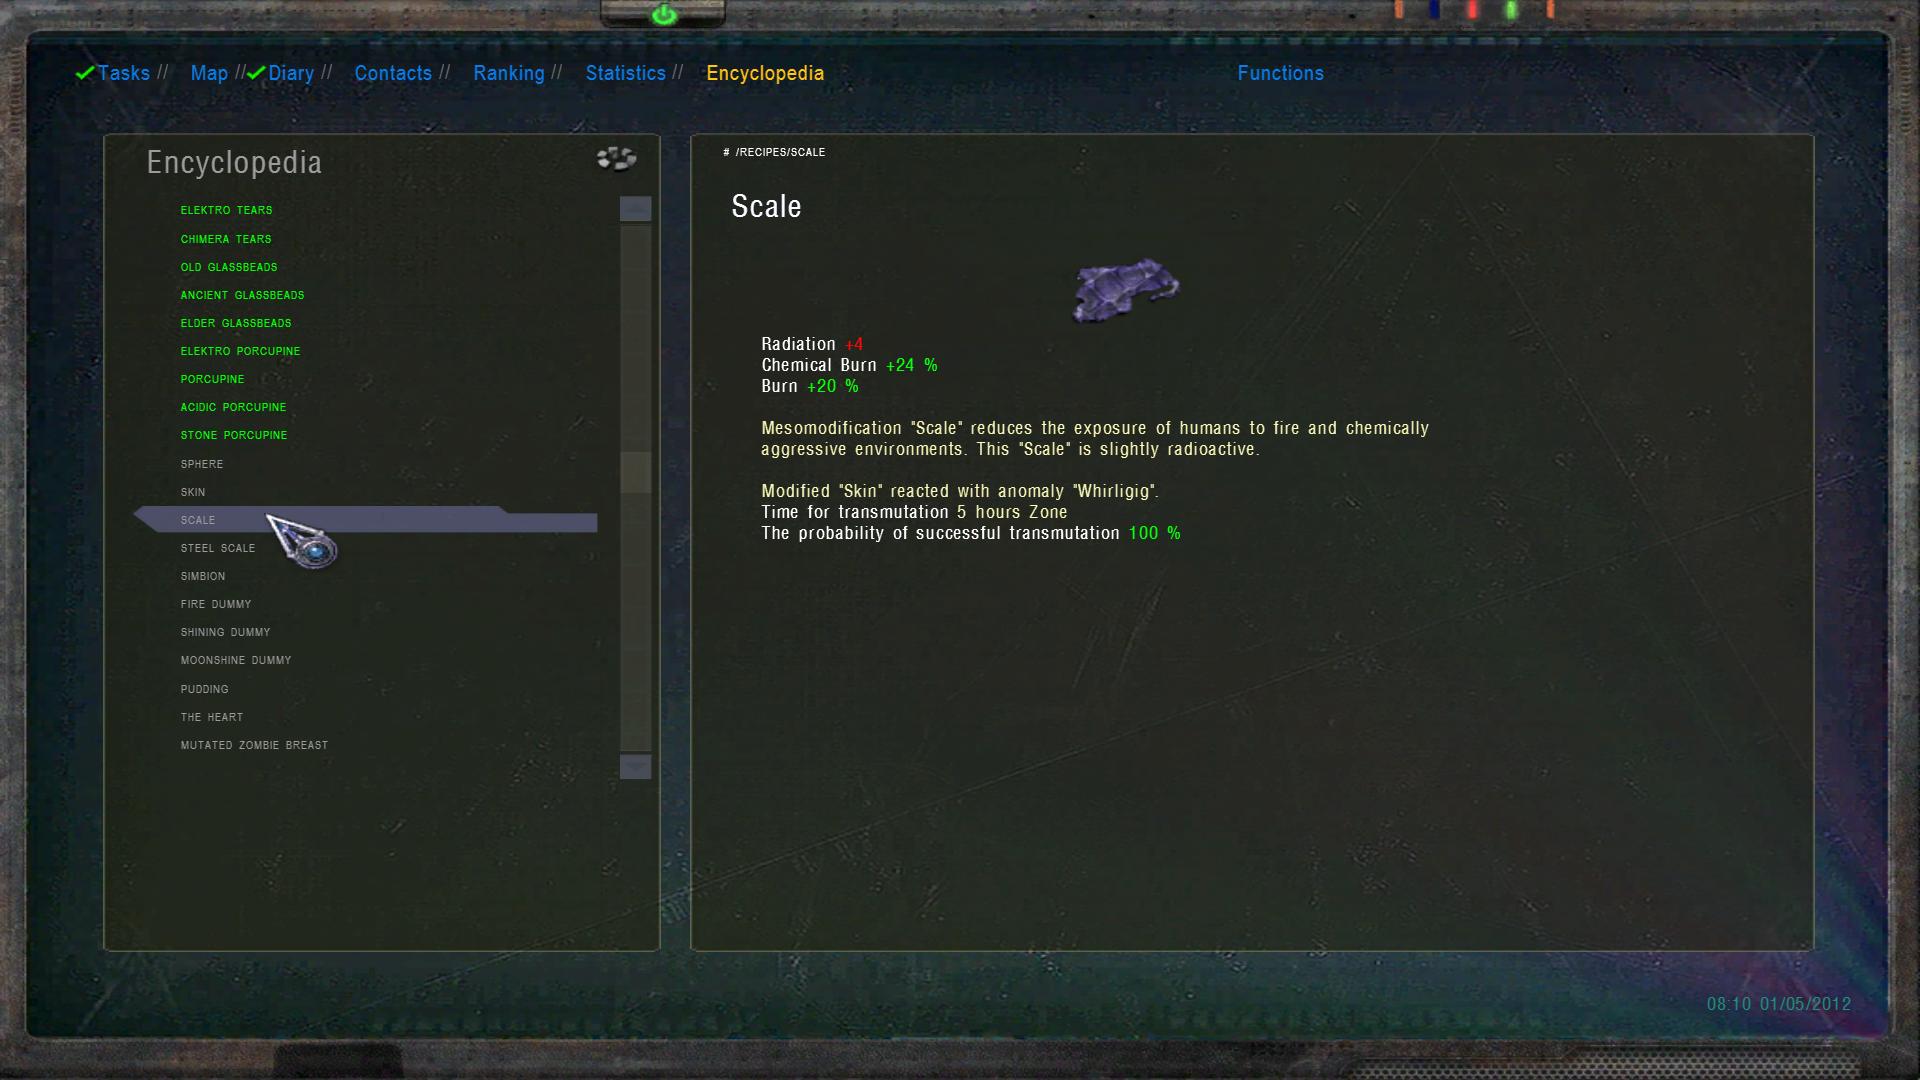 Tasks // Map // Diary // Contacts // Ranking // Statistics // Encyclopedia Functions
Encyclopedia
ELEKTRO TEARS
CHIMERA TEARS
OLD GLASSBEADS
ANCIENT GLASSBEADS
ELDER GLASSBEADS
ELEKTRO PORCUPINE
PORCUPINE
ACIDIC PORCUPINE
STONE PORCUPINE
SPHERE
SKIN
SCALE
STEEL SCALE
SIMBION
FIRE DUMMY
SHINING DUMMY
MOONSHINE DUMMY
PUDDING
THE HEART
MUTATED ZOMBIE BREAST
# /RECIPES/SCALE
Scale
Radiation +4
Chemical Burn +24 %
Burn +20 %
Mesomodification "Scale" reduces the exposure of humans to fire and chemically
aggressive environments. This "Scale" is slightly radioactive.
Modified "Skin" reacted with anomaly "Whirligig".
Time for transmutation 5 hours Zone
The probability of successful transmutation 100 %
08:10 01/05/2012